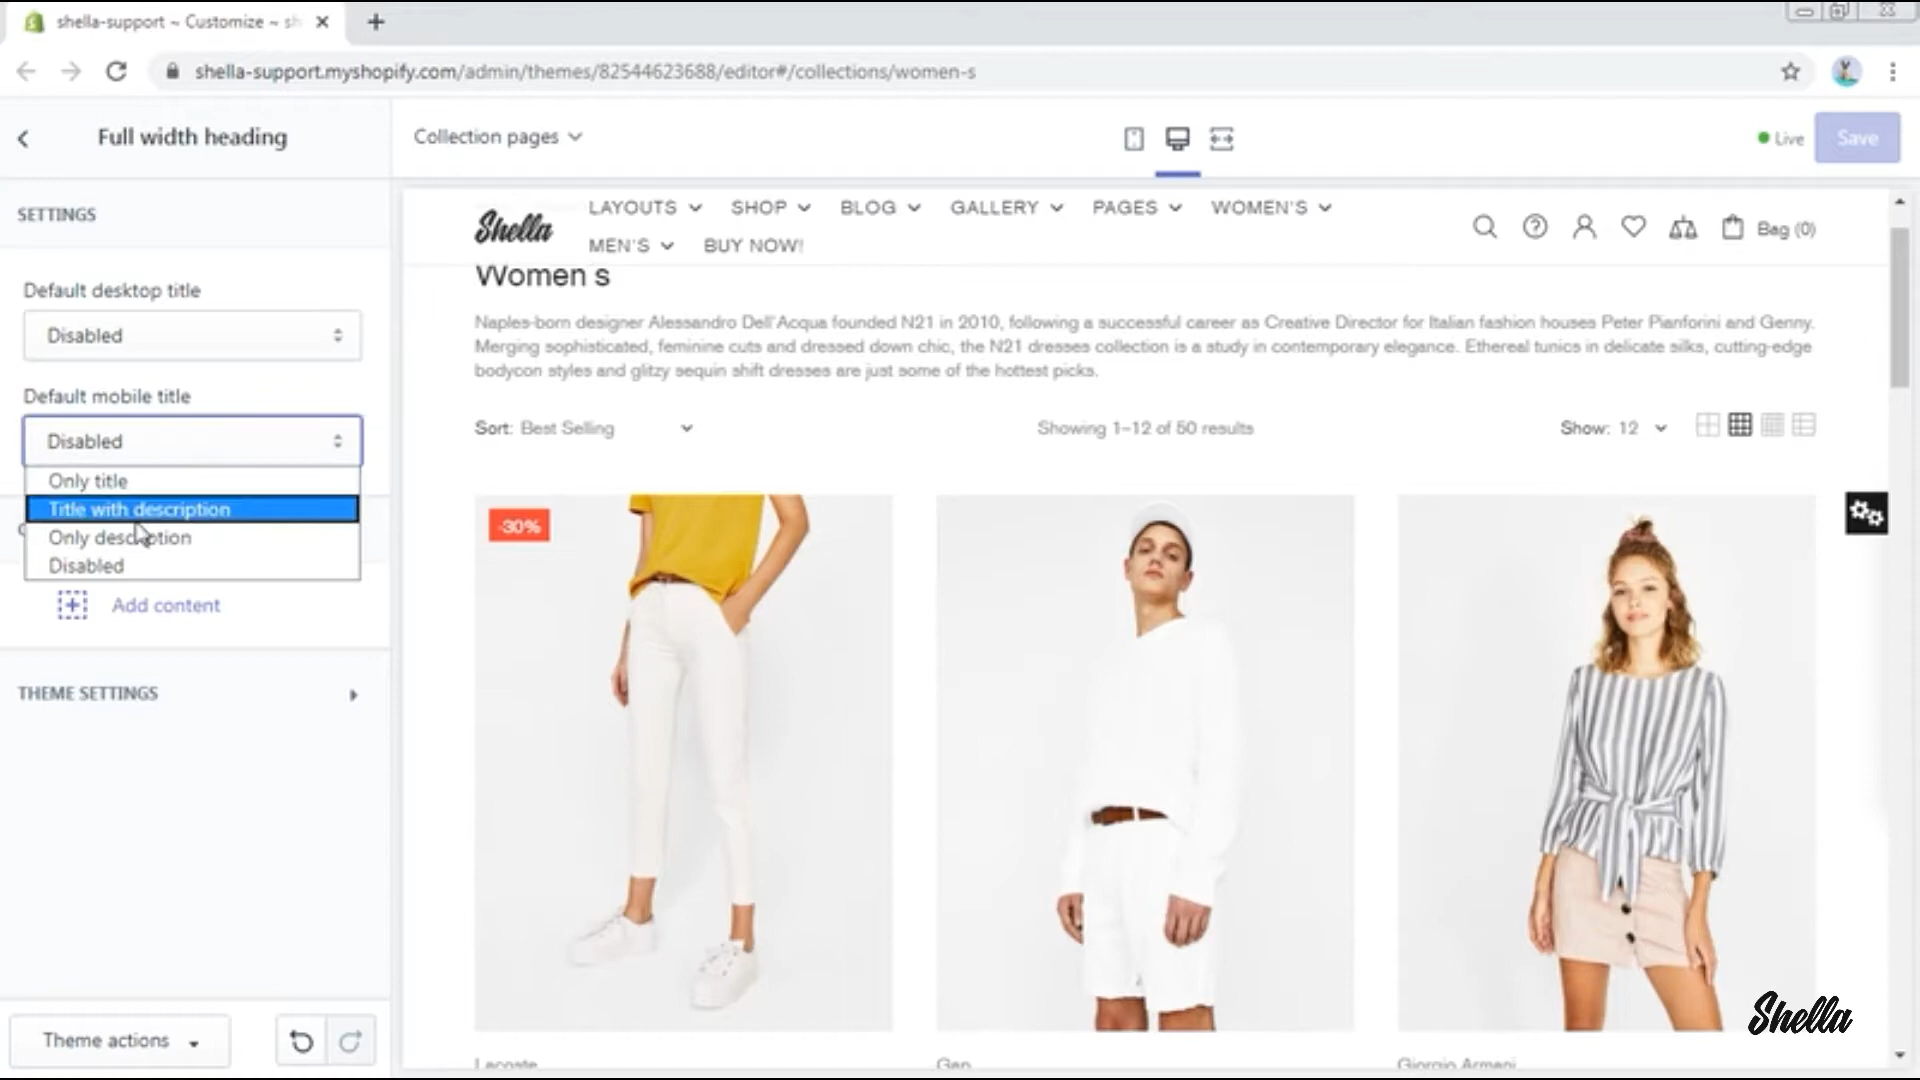 shella-support ~ Customize ~ sh
shella-support.myshopify.com/admin/themes/82544623688/editor#/collections/women-s
Full width heading
Collection pages
Live
Save
SETTINGS
Default desktop title
Disabled
Default mobile title
Disabled
Only title
Title with description
Only description
Disabled
Add content
THEME SETTINGS
Theme actions
Shella
LAYOUTS SHOP BLOG GALLERY PAGES WOMEN'S
MEN'S BUY NOW!
Bag (0)
Women s
Naples-born designer Alessandro Dell'Acqua founded N21 in 2010, following a successful career as Creative Director for Italian fashion houses Peter Pianforini and Genny.
Merging sophisticated, feminine cuts and dressed down chic, the N21 dresses collection is a study in contemporary elegance. Ethereal tunics in delicate silks, cutting-edge
bodycon styles and glitzy sequin shift dresses are just some of the hottest picks.
Sort: Best Selling
Showing 1–12 of 50 results
Show: 12
-30%
Lacoste
Gap
Giorgio Armani
Shella